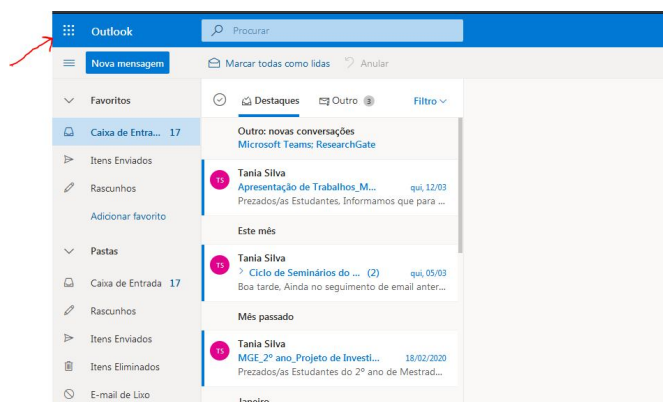 Outlook
Procurar
Nova mensagem
Marcar todas como lidas
Anular
Favoritos
Caixa de Entra... 17
Itens Enviados
Rascunhos
Adicionar favorito
Pastas
Caixa de Entrada 17
Rascunhos
Itens Enviados
Itens Eliminados
E-mail de Lixo
Destaques
Outro 3
Filtro
Outro: novas conversações
Microsoft Teams; ResearchGate
TS
Tania Silva
Apresentação de Trabalhos_M... qui, 12/03
Prezados/as Estudantes, Informamos que para ...
Este mês
TS
Tania Silva
Ciclo de Seminários do ... (2) qui, 05/03
Boa tarde, Ainda no seguimento de email anter...
Mês passado
TS
Tania Silva
MGE_2º ano_Projeto de Investi... 18/02/2020
Prezados/as Estudantes do 2º ano de Mestrad...
Janeiro